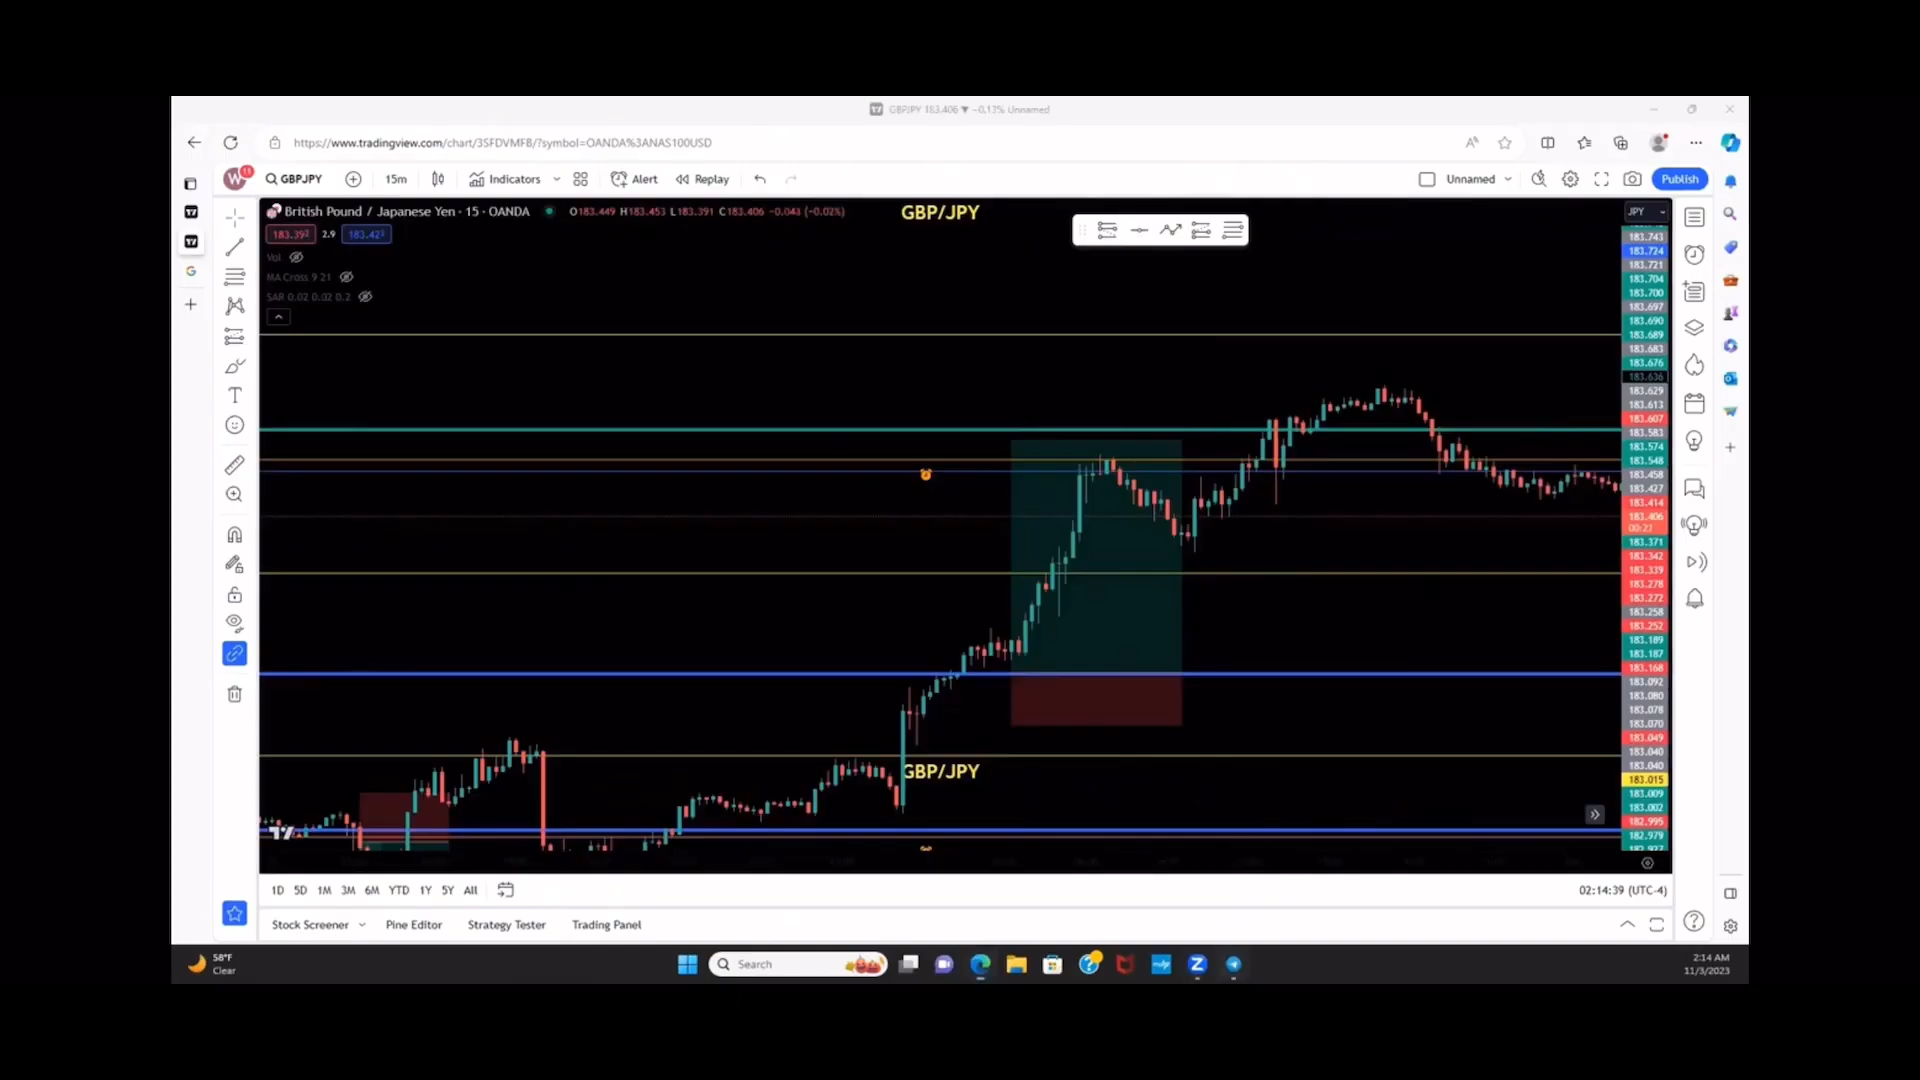 GBPJPY 183.406 ▼ −0.13% Unnamed
https://www.tradingview.com/chart/3SFDVMFB/?symbol=OANDA%3ANAS100USD
W 11 GBPJPY 15m Indicators Alert Replay Unnamed Publish
British Pound / Japanese Yen · 15 · OANDA O183.449 H183.453 L183.391 C183.406 −0.043 (−0.02%)
GBP/JPY
JPY
183.392 2.9 183.423
Vol
MA Cross 9 21
SAR 0.02 0.02 0.2
183.743
183.724
183.721
183.704
183.700
183.697
183.690
183.689
183.683
183.676
183.636
183.629
183.613
183.607
183.583
183.574
183.548
183.458
183.427
183.414
183.406
00:21
183.371
183.342
183.339
183.278
183.272
183.258
183.252
183.189
183.187
183.168
183.092
183.080
183.078
183.070
183.049
183.040
183.040
183.015
183.009
183.002
182.995
182.979
182.927
GBP/JPY
1D 5D 1M 3M 6M YTD 1Y 5Y All
02:14:39 (UTC-4)
Stock Screener Pine Editor Strategy Tester Trading Panel
58°F
Clear
Search
2:14 AM
11/3/2023